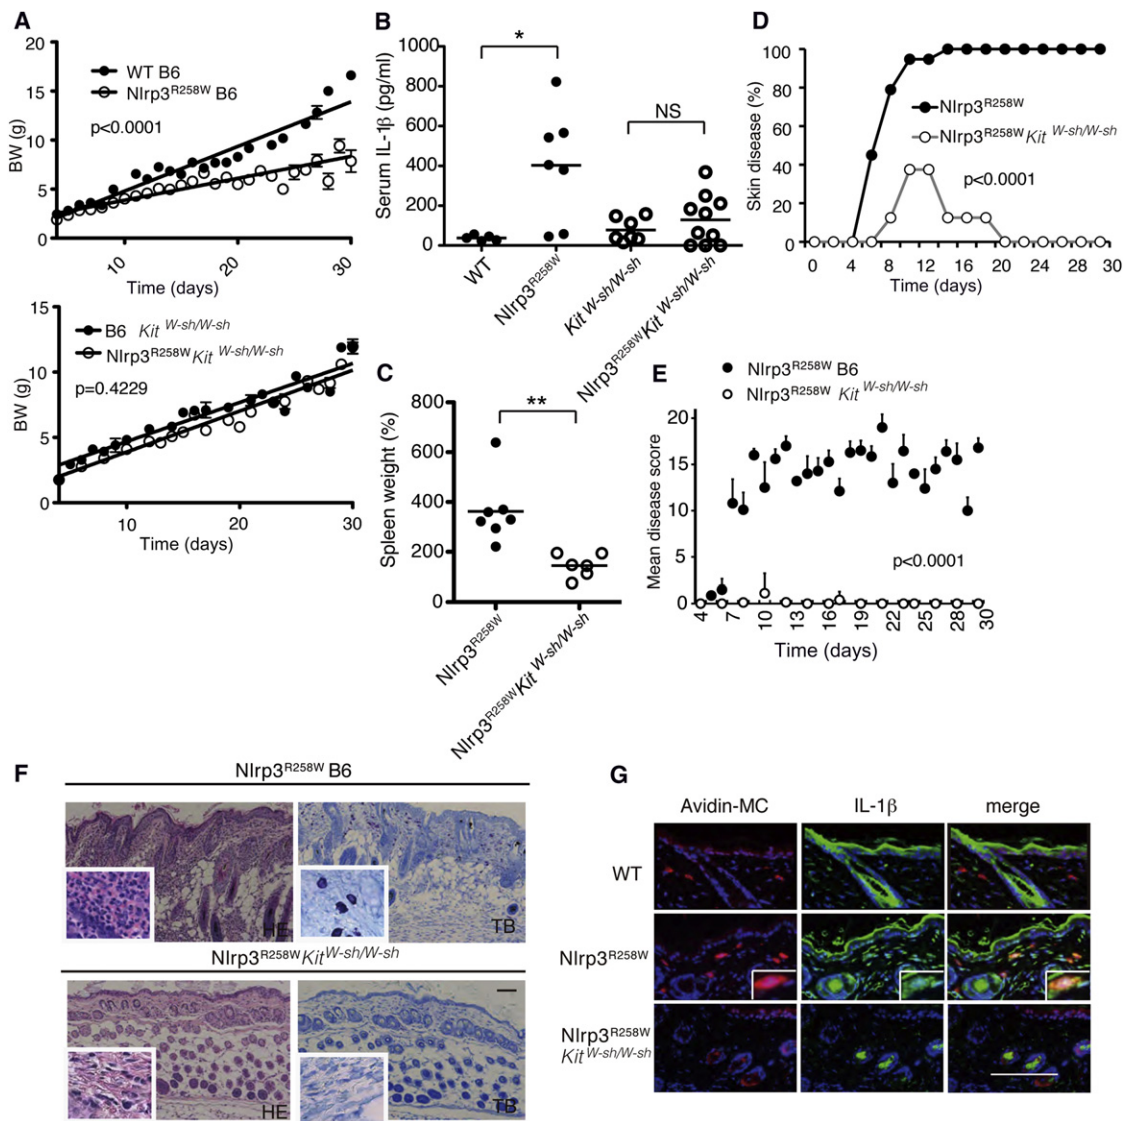 A
20
15
10
5
0
BW (g)
WT B6
Nlrp3R258W B6
p<0.0001
10
20
30
Time (days)
15
10
5
0
BW (g)
B6 Kit W-sh/W-sh
Nlrp3R258W Kit W-sh/W-sh
p=0.4229
10
20
30
Time (days)
B
1000
800
600
400
200
0
Serum IL-1β (pg/ml)
*
NS
WT
Nlrp3R258W
Kit W-sh/W-sh
Nlrp3R258W Kit W-sh/W-sh
C
800
600
400
200
0
Spleen weight (%)
**
Nlrp3R258W
Nlrp3R258W Kit W-sh/W-sh
D
100
80
60
40
20
0
Skin disease (%)
Nlrp3R258W
Nlrp3R258W Kit W-sh/W-sh
p<0.0001
0 4 8 12 16 20 24 26 30
Time (days)
E
Nlrp3R258W B6
Nlrp3R258W Kit W-sh/W-sh
20
15
10
5
0
Mean disease score
p<0.0001
4 7 10 13 16 19 22 25 28 30
Time (days)
F
Nlrp3R258W B6
HE
TB
Nlrp3R258W Kit W-sh/W-sh
HE
TB
G
Avidin-MC IL-1β merge
WT
Nlrp3R258W
Nlrp3R258W
Kit W-sh/W-sh